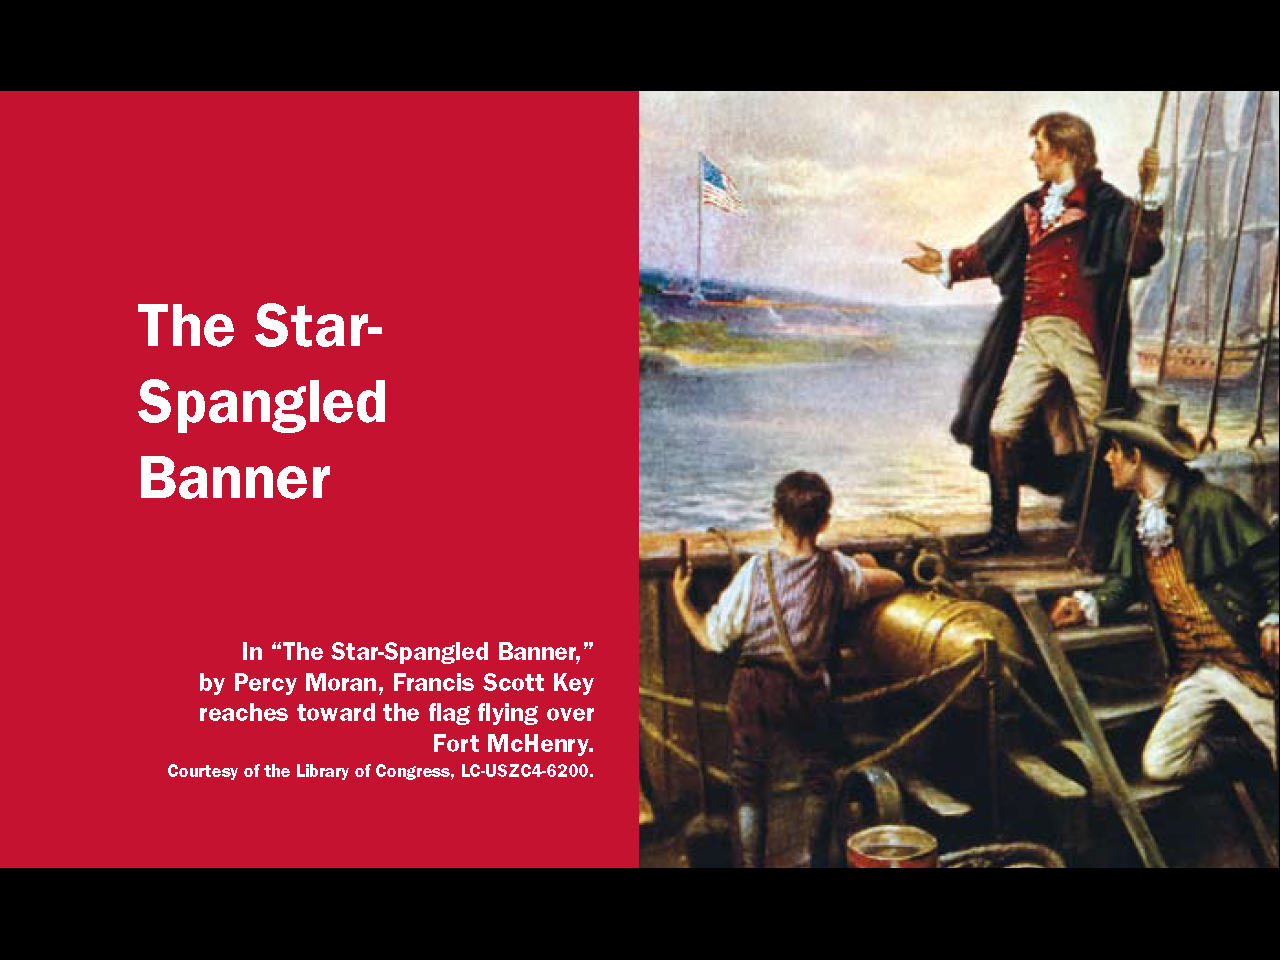 The Star-
Spangled
Banner
In “The Star-Spangled Banner,”
by Percy Moran, Francis Scott Key
reaches toward the flag flying over
Fort McHenry.
Courtesy of the Library of Congress, LC-USZC4-6200.